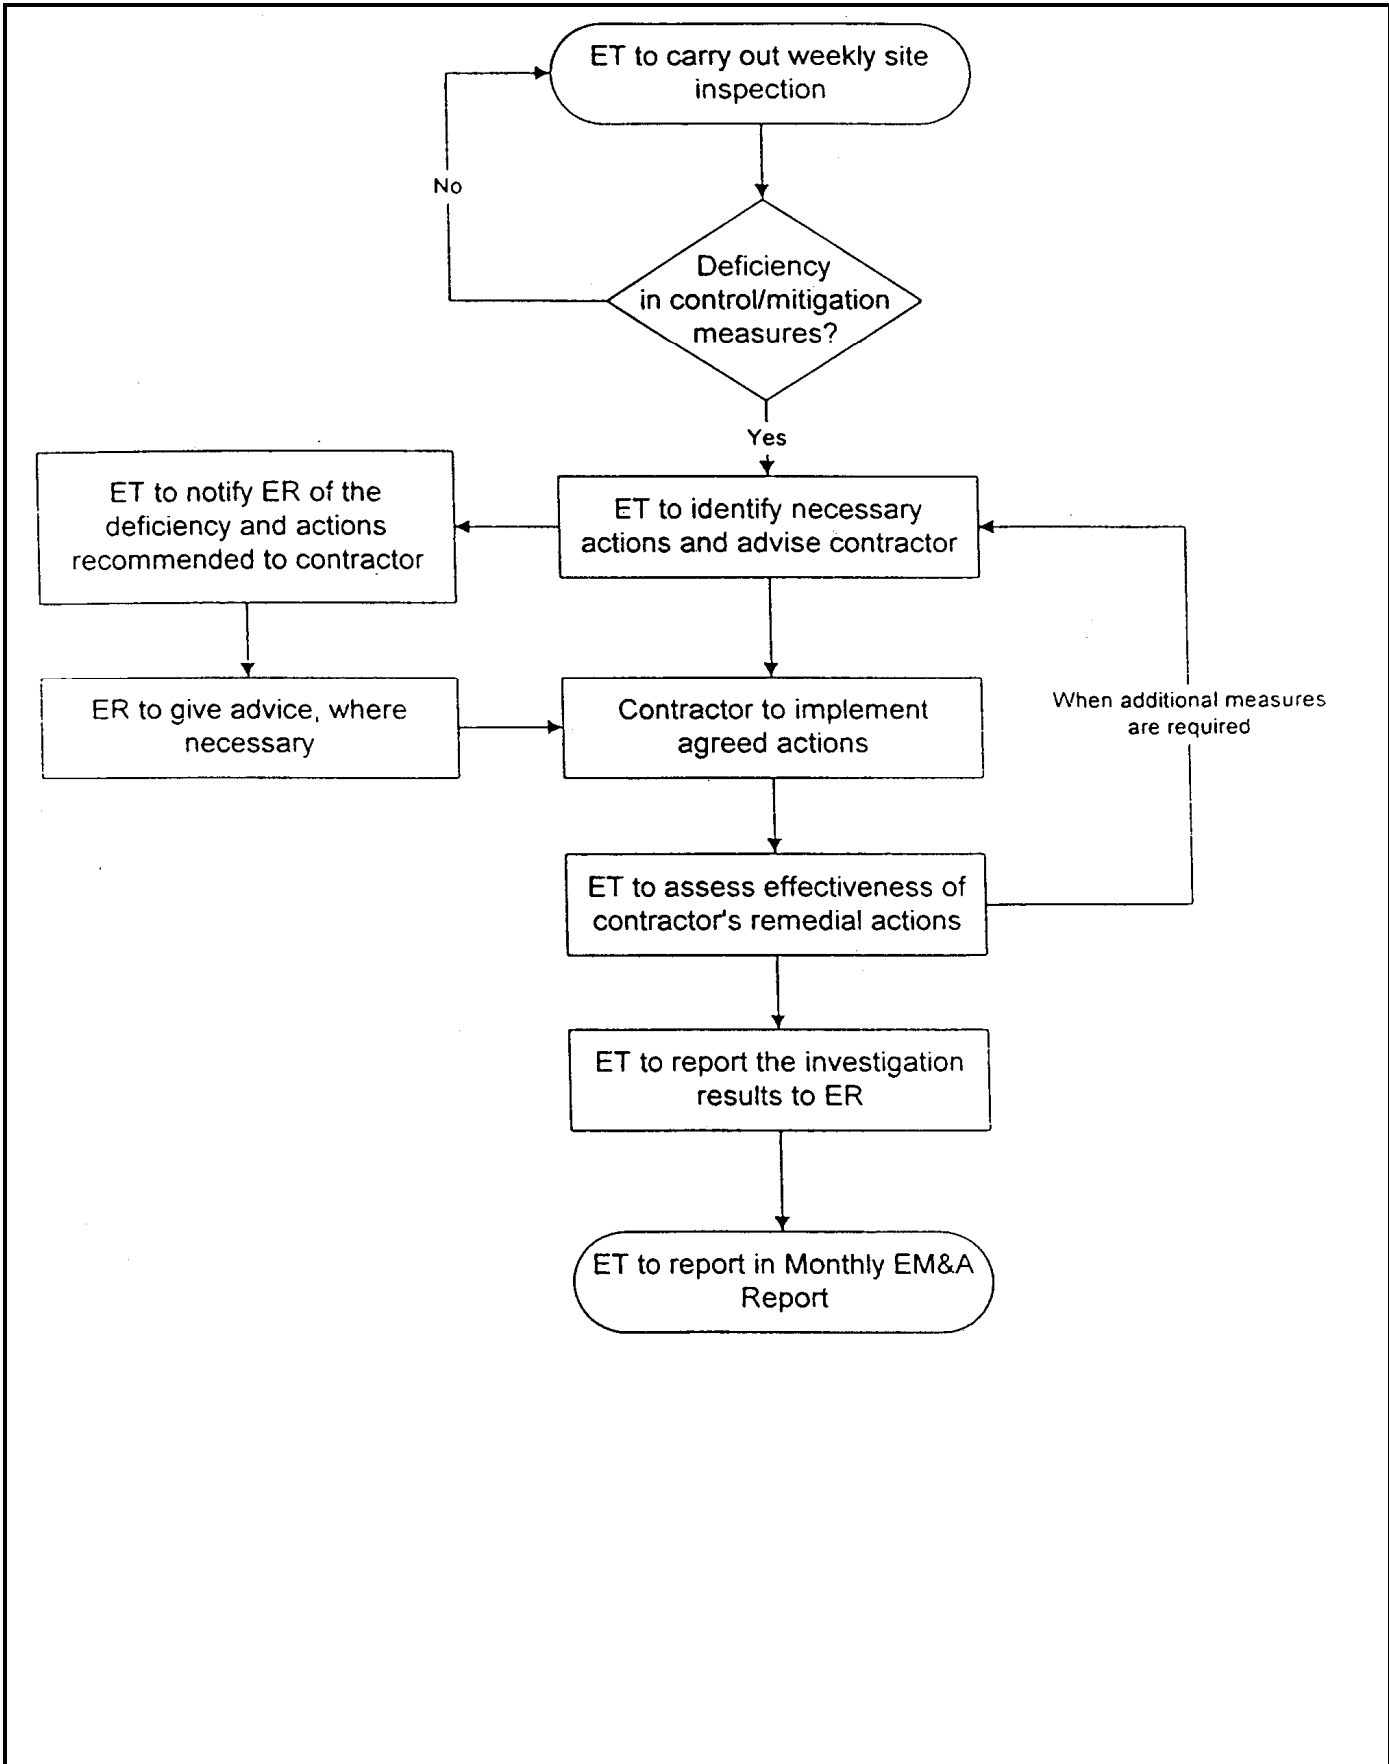 ET to carry out weekly site
inspection
No
Deficiency
in control/mitigation
measures?
Yes
ET to notify ER of the
deficiency and actions
recommended to contractor
ET to identify necessary
actions and advise contractor
ER to give advice, where
necessary
Contractor to implement
agreed actions
When additional measures
are required
ET to assess effectiveness of
contractor's remedial actions
ET to report the investigation
results to ER
ET to report in Monthly EM&A
Report